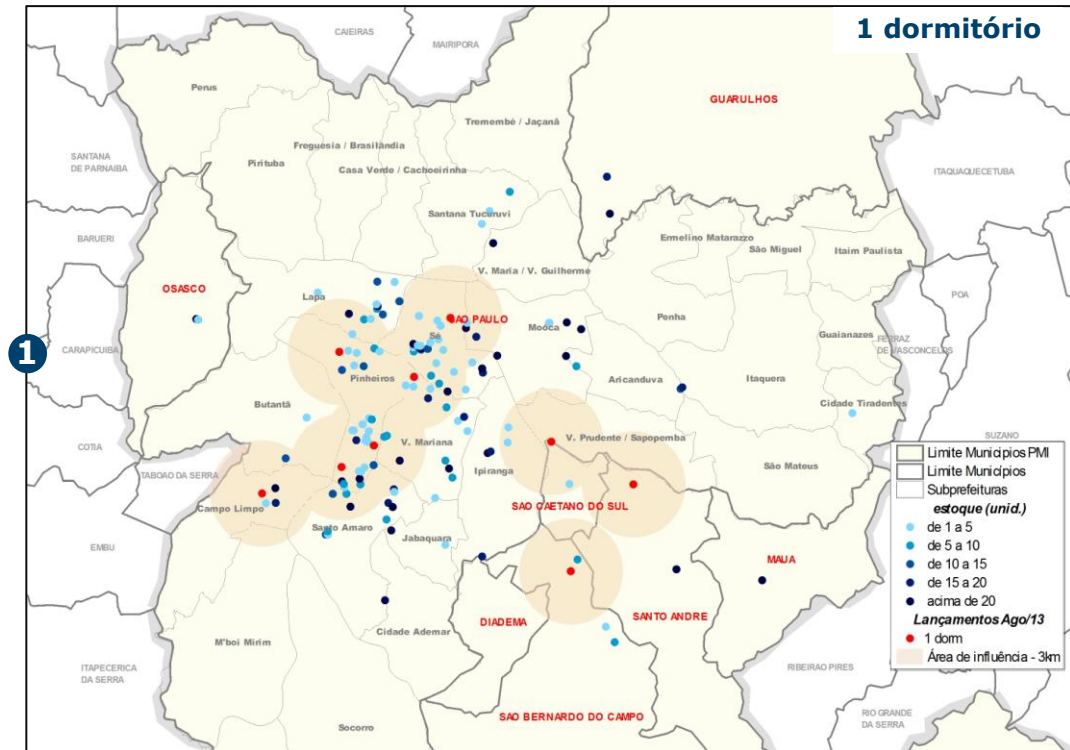 1 dormitório
CAIEIRAS
MAIRIPORA
Perus
GUARULHOS
Tremembé / Jaçanã
Freguesia / Brasilândia
Pirituba
Casa Verde / Cachoeirinha
SANTANA
DE PARNAIBA
ITAQUAQUECETUBA
Santana Tucuruvi
Ermelino Matarazzo
São Miguel
Itaim Paulista
BARUERI
V. Maria / V. Guilherme
OSASCO
Lapa
POA
SAO PAULO
Mooca
Penha
Sé
Guaianazes
FERRAZ
DE VASCONCELOS
1
CARAPICUIBA
Pinheiros
Aricanduva
Itaquera
Butantã
Cidade Tiradentes
COTIA
V. Mariana
V. Prudente / Sapopemba
SUZANO
Ipiranga
São Mateus
TABOAO DA SERRA
Campo Limpo
SAO CAETANO DO SUL
Santo Amaro
Jabaquara
EMBU
MAUA
SANTO ANDRE
DIADEMA
Cidade Ademar
M'boi Mirim
ITAPECERICA
DA SERRA
RIBEIRAO PIRES
SAO BERNARDO DO CAMPO
Socorro
RIO GRANDE
DA SERRA
Limite Municipios PMI
Limite Municípios
Subprefeituras
estoque (unid.)
de 1 a 5
de 5 a 10
de 10 a 15
de 15 a 20
acima de 20
Lançamentos Ago/13
1 dorm
Área de influência - 3km